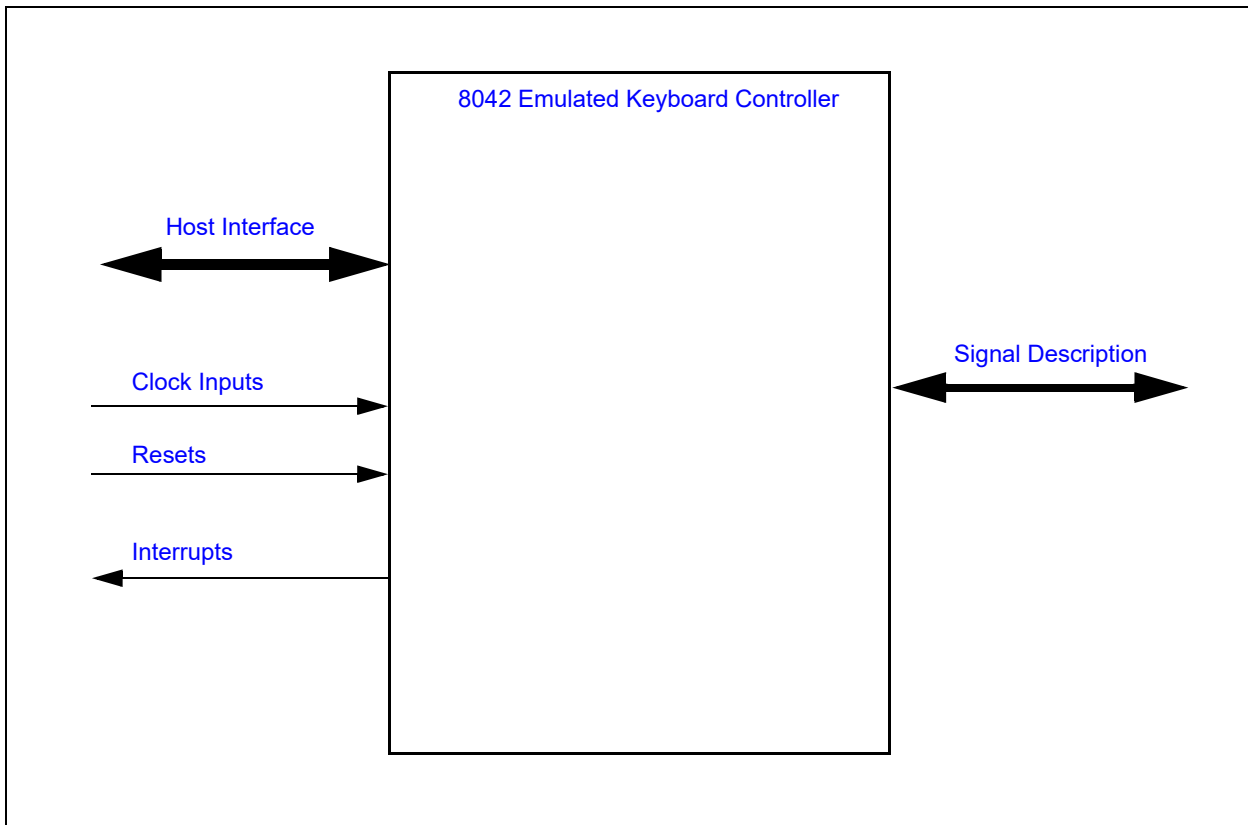 8042 Emulated Keyboard Controller
Host Interface
Signal Description
Clock Inputs
Resets
Interrupts